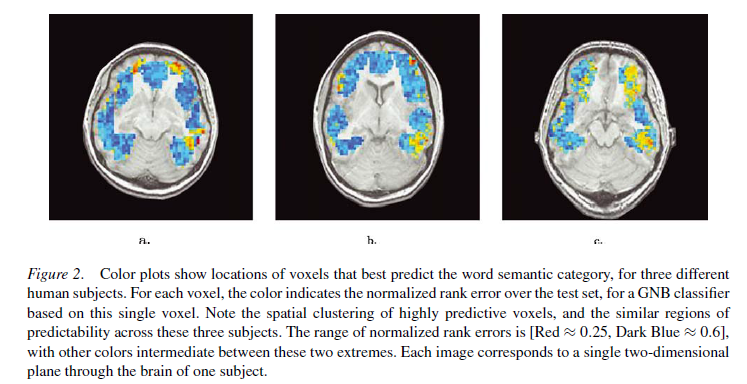 a.
b.
c.
Figure 2. Color plots show locations of voxels that best predict the word semantic category, for three different
human subjects. For each voxel, the color indicates the normalized rank error over the test set, for a GNB classifier
based on this single voxel. Note the spatial clustering of highly predictive voxels, and the similar regions of
predictability across these three subjects. The range of normalized rank errors is [Red ≈ 0.25, Dark Blue ≈ 0.6],
with other colors intermediate between these two extremes. Each image corresponds to a single two-dimensional
plane through the brain of one subject.